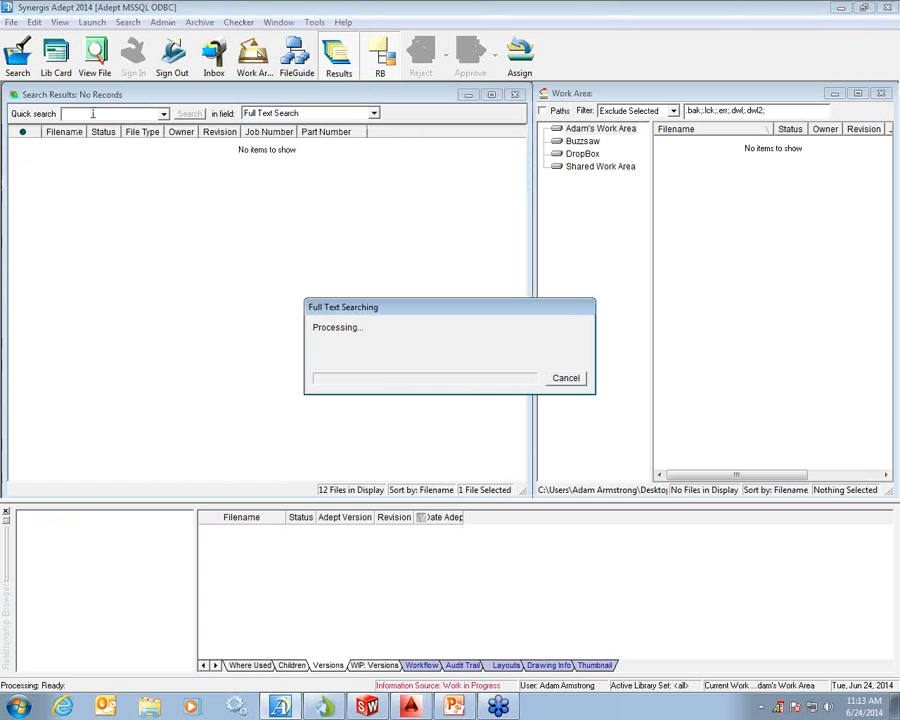 Synergis Adept 2014 [Adept MSSQL ODBC]
File Edit View Launch Search Admin Archive Checker Window Tools Help
Search Lib Card View File Sign In Sign Out Inbox Work Ar... FileGuide Results RB Reject Approve Assign
Search Results: No Records
Quick search Search in field: Full Text Search
Filename Status File Type Owner Revision Job Number Part Number
No items to show
12 Files in Display Sort by: Filename 1 File Selected
Work Area:
Paths Filter: Exclude Selected .bak;.lck;.err;.dwl;.dwl2;
Adam's Work Area
Buzzsaw
DropBox
Shared Work Area
Filename Status Owner Revision
No items to show
C:\Users\Adam Armstrong\Deskto No Files in Display Sort by: Filename Nothing Selected
Full Text Searching
Processing...
Cancel
Relationship Browser
Filename Status Adept Version Revision Date Adep
Where Used Children Versions WIP: Versions Workflow Audit Trail Layouts Drawing Info Thumbnail
Processing: Ready: Information Source: Work in Progress User: Adam Armstrong Active Library Set: <all> Current Work ...dam's Work Area Tue, Jun 24, 2014
11:13 AM
6/24/2014